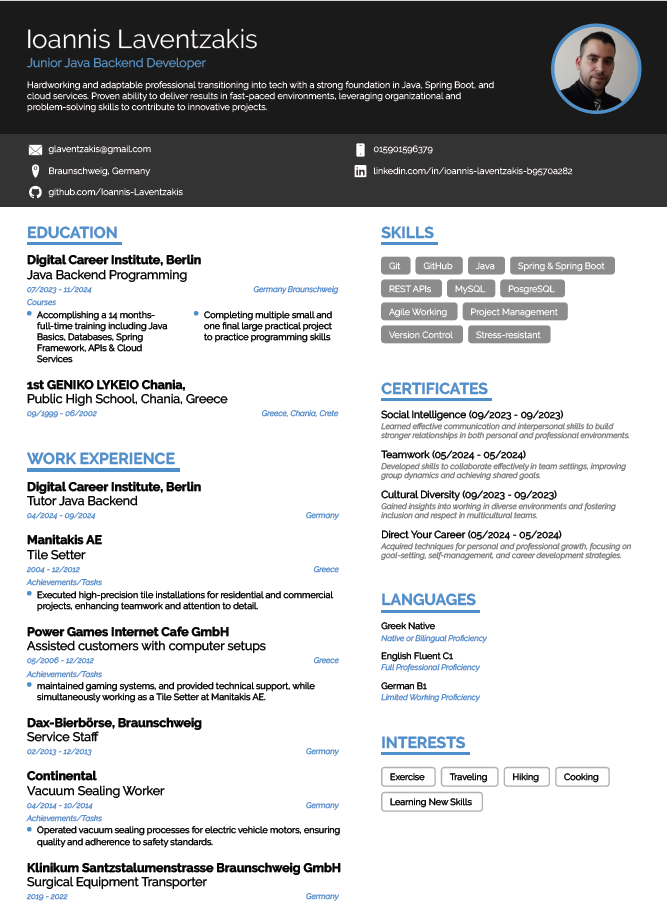 Ioannis Laventzakis
Junior Java Backend Developer
Hardworking and adaptable professional transitioning into tech with a strong foundation in Java, Spring Boot, and
cloud services. Proven ability to deliver results in fast-paced environments, leveraging organizational and
problem-solving skills to contribute to innovative projects.
glaventzakis@gmail.com
015901596379
Braunschweig, Germany
linkedin.com/in/ioannis-laventzakis-b9570a282
github.com/Ioannis-Laventzakis
EDUCATION
Digital Career Institute, Berlin
Java Backend Programming
07/2023 - 11/2024
Germany Braunschweig
Courses
Accomplishing a 14 months-
full-time training including Java
Basics, Databases, Spring
Framework, APIs & Cloud
Services
Completing multiple small and
one final large practical project
to practice programming skills
1st GENIKO LYKEIO Chania,
Public High School, Chania, Greece
09/1999 - 06/2002
Greece, Chania, Crete
WORK EXPERIENCE
Digital Career Institute, Berlin
Tutor Java Backend
04/2024 - 09/2024
Germany
Manitakis AE
Tile Setter
2004 - 12/2012
Greece
Achievements/Tasks
Executed high-precision tile installations for residential and commercial
projects, enhancing teamwork and attention to detail.
Power Games Internet Cafe GmbH
Assisted customers with computer setups
05/2006 - 12/2012
Greece
Achievements/Tasks
maintained gaming systems, and provided technical support, while
simultaneously working as a Tile Setter at Manitakis AE.
Dax-Bierbörse, Braunschweig
Service Staff
02/2013 - 12/2013
Germany
Continental
Vacuum Sealing Worker
04/2014 - 10/2014
Germany
Achievements/Tasks
Operated vacuum sealing processes for electric vehicle motors, ensuring
quality and adherence to safety standards.
Klinikum Santzstalumenstrasse Braunschweig GmbH
Surgical Equipment Transporter
2019 - 2022
Germany
SKILLS
Git
GitHub
Java
Spring & Spring Boot
REST APIs
MySQL
PosgreSQL
Agile Working
Project Management
Version Control
Stress-resistant
CERTIFICATES
Social Intelligence (09/2023 - 09/2023)
Learned effective communication and interpersonal skills to build
stronger relationships in both personal and professional environments.
Teamwork (05/2024 - 05/2024)
Developed skills to collaborate effectively in team settings, improving
group dynamics and achieving shared goals.
Cultural Diversity (09/2023 - 09/2023)
Gained insights into working in diverse environments and fostering
inclusion and respect in multicultural teams.
Direct Your Career (05/2024 - 05/2024)
Acquired techniques for personal and professional growth, focusing on
goal-setting, self-management, and career development strategies.
LANGUAGES
Greek Native
Native or Bilingual Proficiency
English Fluent C1
Full Professional Proficiency
German B1
Limited Working Proficiency
INTERESTS
Exercise
Traveling
Hiking
Cooking
Learning New Skills